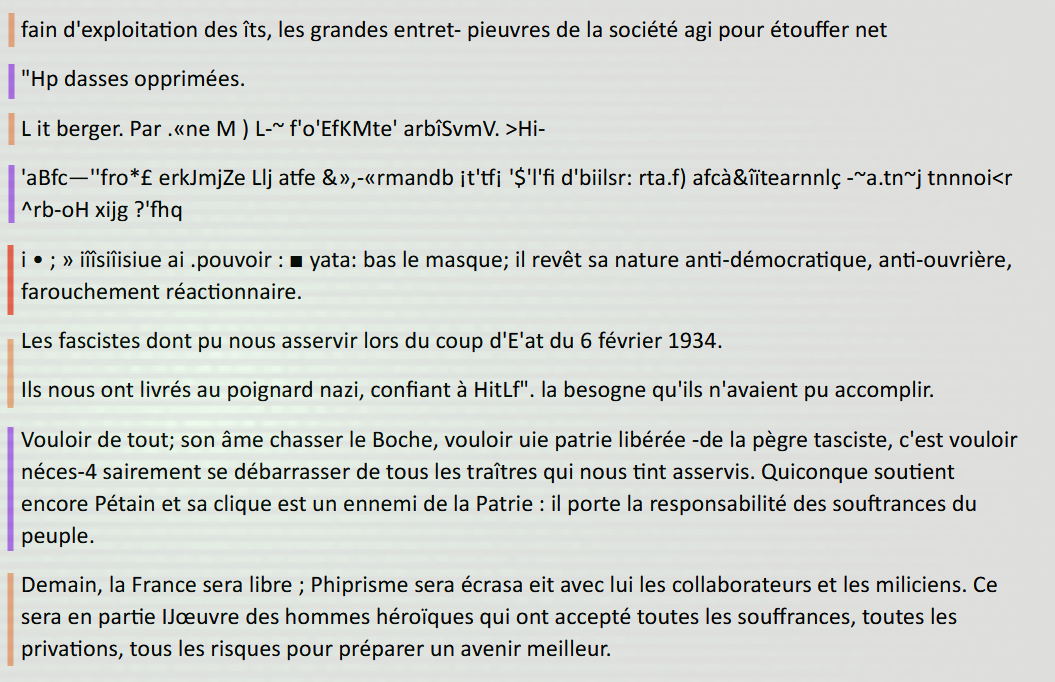 fain d'exploitation des îts, les grandes entret- pieuvres de la société agi pour étouffer net
"Hp dasses opprimées.
L it berger. Par .«ne M ) L-~ f'o'EfKMte' arbîSvmV. >Hi-
'aBfc—''fro*£ erkJmjZe Llj atfe &»,-«rmandb ¡t'tf¡ '$'l'fi d'biilsr: rta.f) afcà&îïtearnnlç -~a.tn~j tnnnoi<r
^rb-oH xijg ?'fhq
i • ; » iîîsiîisiue ai .pouvoir : ■ yata: bas le masque; il revêt sa nature anti-démocratique, anti-ouvrière,
farouchement réactionnaire.
Les fascistes dont pu nous asservir lors du coup d'E'at du 6 février 1934.
Ils nous ont livrés au poignard nazi, confiant à HitLf". la besogne qu'ils n'avaient pu accomplir.
Vouloir de tout; son âme chasser le Boche, vouloir uie patrie libérée -de la pègre tasciste, c'est vouloir
néces-4 sairement se débarrasser de tous les traîtres qui nous tint asservis. Quiconque soutient
encore Pétain et sa clique est un ennemi de la Patrie : il porte la responsabilité des souftrances du
peuple.
Demain, la France sera libre ; Phiprisme sera écrasa eit avec lui les collaborateurs et les miliciens. Ce
sera en partie IJœuvre des hommes héroïques qui ont accepté toutes les souffrances, toutes les
privations, tous les risques pour préparer un avenir meilleur.